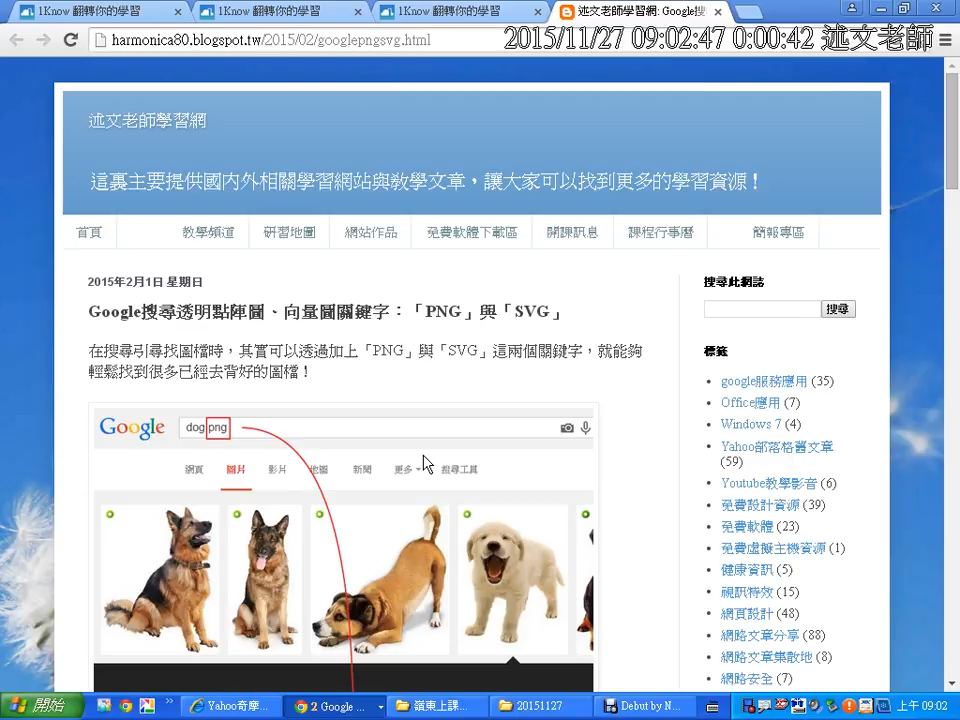 1Know 翻轉你的學習
1Know 翻轉你的學習
1Know 翻轉你的學習
述文老師學習網: Google搜
harmonica80.blogspot.tw/2015/02/googlepngsvg.html
2015/11/27 09:02:47 0:00:42 述文老師
述文老師學習網
這裏主要提供國內外相關學習網站與教學文章，讓大家可以找到更多的學習資源！
首頁 教學頻道 研習地圖 網站作品 免費軟體下載區 開課訊息 課程行事曆 簡報專區
2015年2月1日 星期日
Google搜尋透明點陣圖、向量圖關鍵字：「PNG」與「SVG」
在搜尋引尋找圖檔時，其實可以透過加上「PNG」與「SVG」這兩個關鍵字，就能夠
輕鬆找到很多已經去背好的圖檔！
Google dog png
網頁 圖片 影片 地圖 新聞 更多 搜尋工具
搜尋此網誌
搜尋
標籤
google服務應用 (35)
Office應用 (7)
Windows 7 (4)
Yahoo部落格舊文章
(59)
Youtube教學影音 (6)
免費設計資源 (39)
免費軟體 (23)
免費虛擬主機資源 (1)
健康資訊 (5)
視訊特效 (15)
網頁設計 (48)
網路文章分享 (88)
網路文章集散地 (8)
網路安全 (7)
開始 Yahoo奇摩... 2 Google ... 嶺東上課... 20151127 Debut by N... 上午 09:02